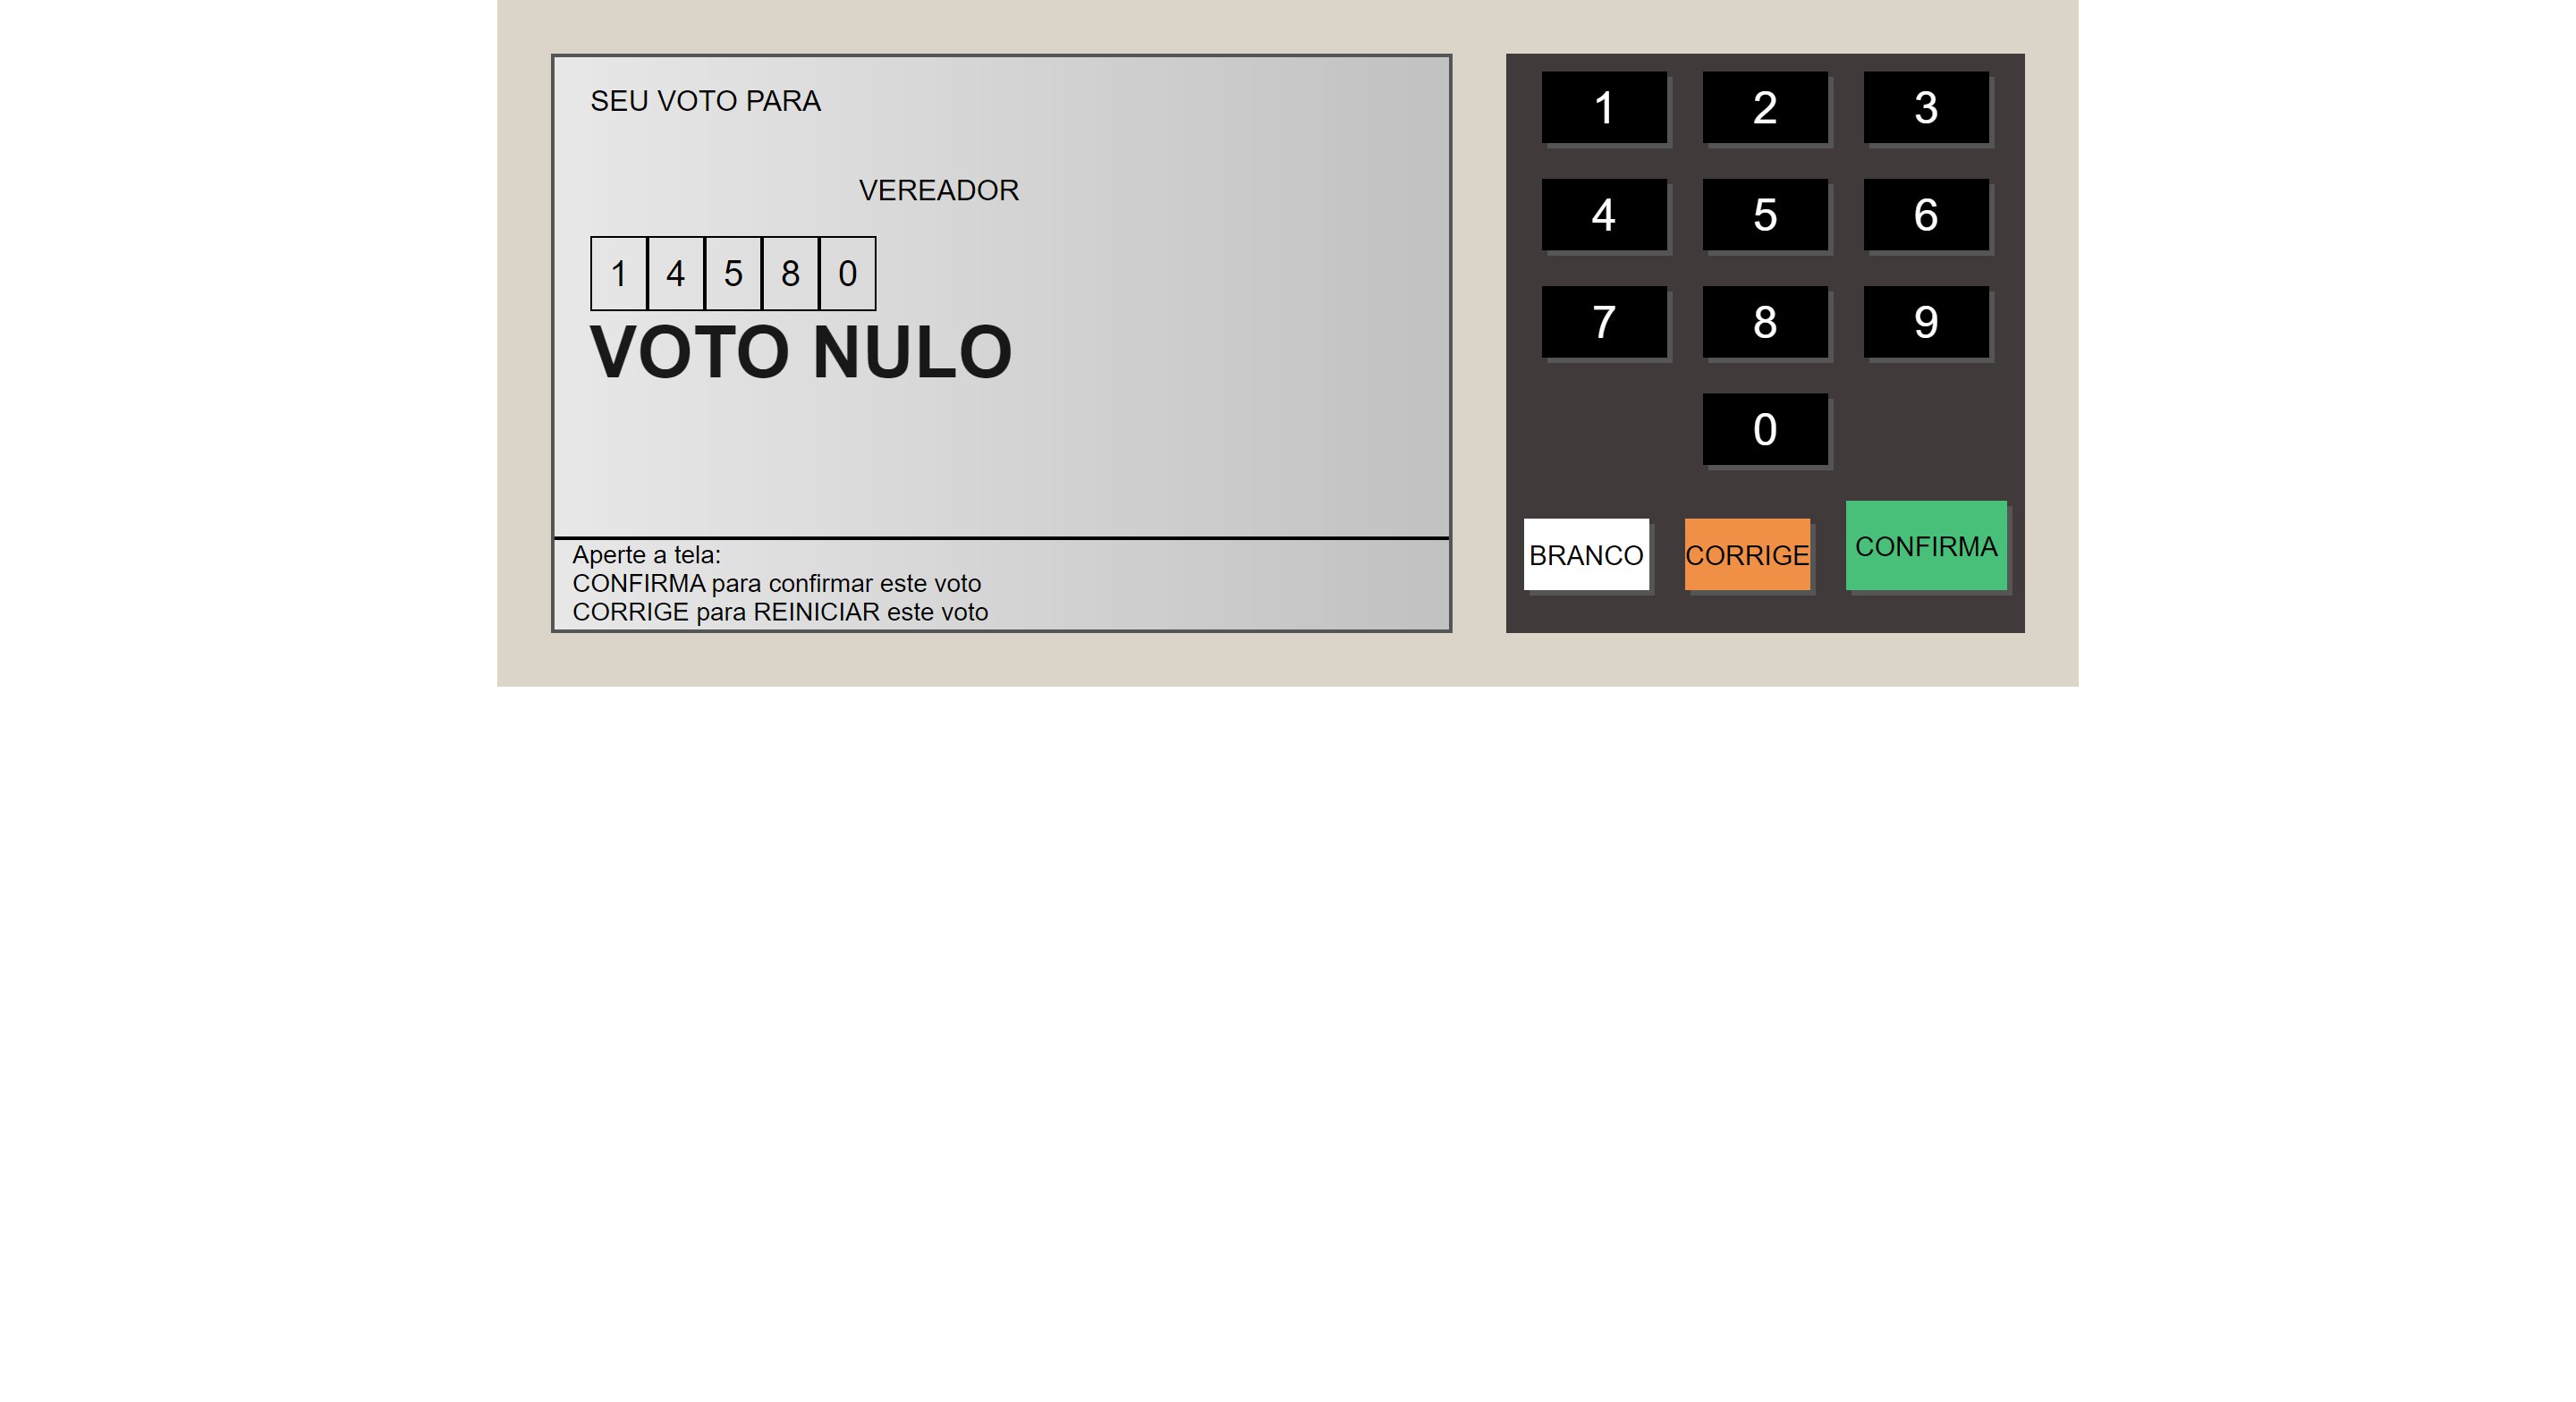 SEU VOTO PARA
VEREADOR
1 4 5 8 0
VOTO NULO
Aperte a tela:
CONFIRMA para confirmar este voto
CORRIGE para REINICIAR este voto
1 2 3
4 5 6
7 8 9
0
BRANCO CORRIGE CONFIRMA